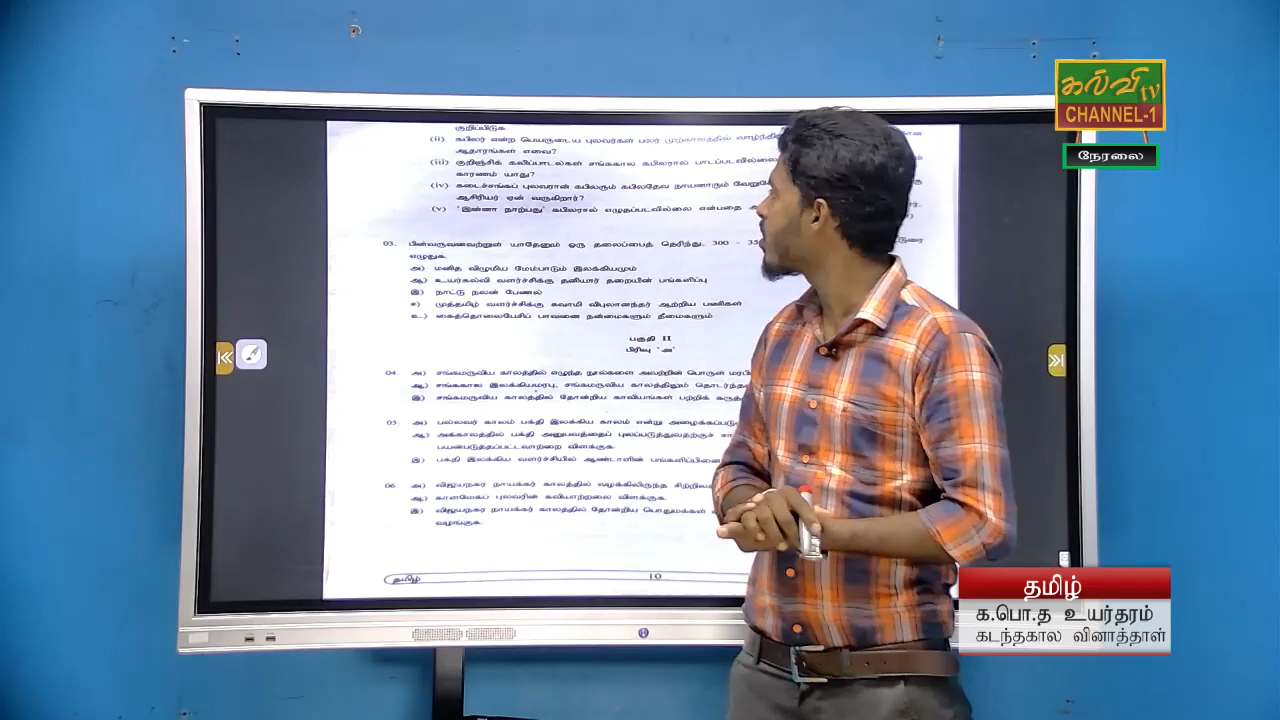 கல்வி tv
CHANNEL-1
நேரலை
குறிப்பிடுக.
(ii) கபிலர் என்ற பெயருடைய புலவர்கள் பலர் முற்காலத்தில்
ஆதாரங்கள் எவை?
(iii) குறிஞ்சிக் கலிப்பாடல்கள் சங்ககால கபிலரால் பாடப்படவில்லை
காரணம் யாது?
(iv) கடைச்சங்கப் புலவரான் கபிலரும் கபிலதேவ நாயனாரும்
ஆசிரியர் ஏன் வருகிறார்?
(v) 'இன்னா நாற்பது' கபிலரால் எழுதப்படவில்லை என்பதை
03. பின்வருவனவற்றுள் யாதேனும் ஒரு தலைப்பைத் தெரிந்து. 300 -
எழுதுக.
அ) மனித விழுமிய மேம்பாடும் இலக்கியமும்
ஆ) உயர்கல்வி வளர்ச்சிக்கு தனியார் துறையின் பங்களிப்பு
இ) நாட்டு நலன் பேணல்
ஈ) முத்தமிழ் வளர்ச்சிக்கு சுவாமி விபுலானந்தர் ஆற்றிய பணிகள்
உ) கைத்தொலைபேசிப் பாவனை நன்மைகளும் தீமைகளும்
பகுதி II
பிரிவு 'அ'
04. அ) சங்கமருவிய காலத்தில் எழுந்த நூல்களை அவற்றின் பொருள்
ஆ) சங்ககால இலக்கியமரபு, சங்கமருவிய காலத்திலும்
இ) சங்கமருவிய காலத்தில் தோன்றிய காவியங்கள் பற்றிக்
05. அ) பல்லவர் காலம் பக்தி இலக்கிய காலம் என்று
ஆ) அக்காலத்தில் பக்தி அனுபவத்தைப் புலப்படுத்துவதற்குச்
பயன்படுத்தப்பட்டவாற்றை விளக்குக.
இ) பக்தி இலக்கிய வளர்ச்சியில் ஆண்டாளின்
06. அ) விஜயநகர நாயக்கர் காலத்தில் வழக்கிலிருந்த
ஆ) காளமேகப் புலவரின் கவியாற்றலை விளக்குக.
இ) விஜயநகர நாயக்கர் காலத்தில் தோன்றிய பொதுமக்கள்
வழங்குக.
தமிழ் 10
தமிழ்
க.பொ.த உயர்தரம்
கடந்தகால வினாத்தாள்